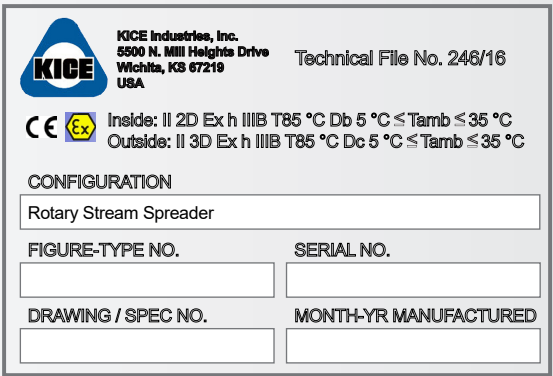 KICE
KICE Industries, Inc.
5500 N. Mill Heights Drive
Wichita, KS 67219
USA
Technical File No. 246/16
CE Ex Inside: II 2D Ex h IIIB T85 °C Db 5 °C ≤ Tamb ≤ 35 °C
Outside: II 3D Ex h IIIB T85 °C Dc 5 °C ≤ Tamb ≤ 35 °C
CONFIGURATION
Rotary Stream Spreader
FIGURE-TYPE NO. SERIAL NO.
DRAWING / SPEC NO. MONTH-YR MANUFACTURED